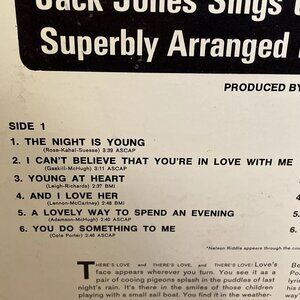 Jack Jones Sings
Superbly Arranged
PRODUCED BY
SIDE 1
1. THE NIGHT IS YOUNG
(Rose-Kahal-Suesse) 3:39 ASCAP
2. I CAN'T BELIEVE THAT YOU'RE IN LOVE WITH ME
(Gaskill-McHugh) 3:11 ASCAP
3. YOUNG AT HEART
(Leigh-Richards) 2:37 BMI
4. AND I LOVE HER
(Lennon-McCartney) 2:48 BMI
5. A LOVELY WAY TO SPEND AN EVENING
(Adamson-McHugh) 2:45 ASCAP
6. YOU DO SOMETHING TO ME
(Cole Porter) 2:46 ASCAP
*Nelson Riddle appears through the
THERE'S LOVE and THERE'S LOVE, and THERE'S LOVE! Love's
face appears wherever you turn. You see it as a
pair of cooing pigeons splash in the puddles of last
night's rain. It's there in the smiles of those children
playing with a small sail boat. You find it in the